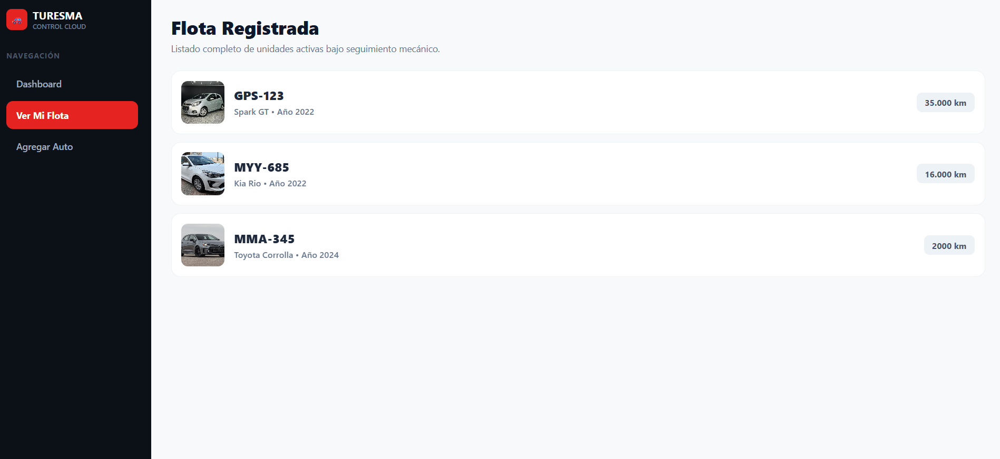 TURESMA
CONTROL CLOUD
NAVEGACIÓN
Dashboard
Ver Mi Flota
Agregar Auto
Flota Registrada
Listado completo de unidades activas bajo seguimiento mecánico.
GPS-123
Spark GT • Año 2022
35.000 km
MYY-685
Kia Rio • Año 2022
16.000 km
MMA-345
Toyota Corrolla • Año 2024
2000 km